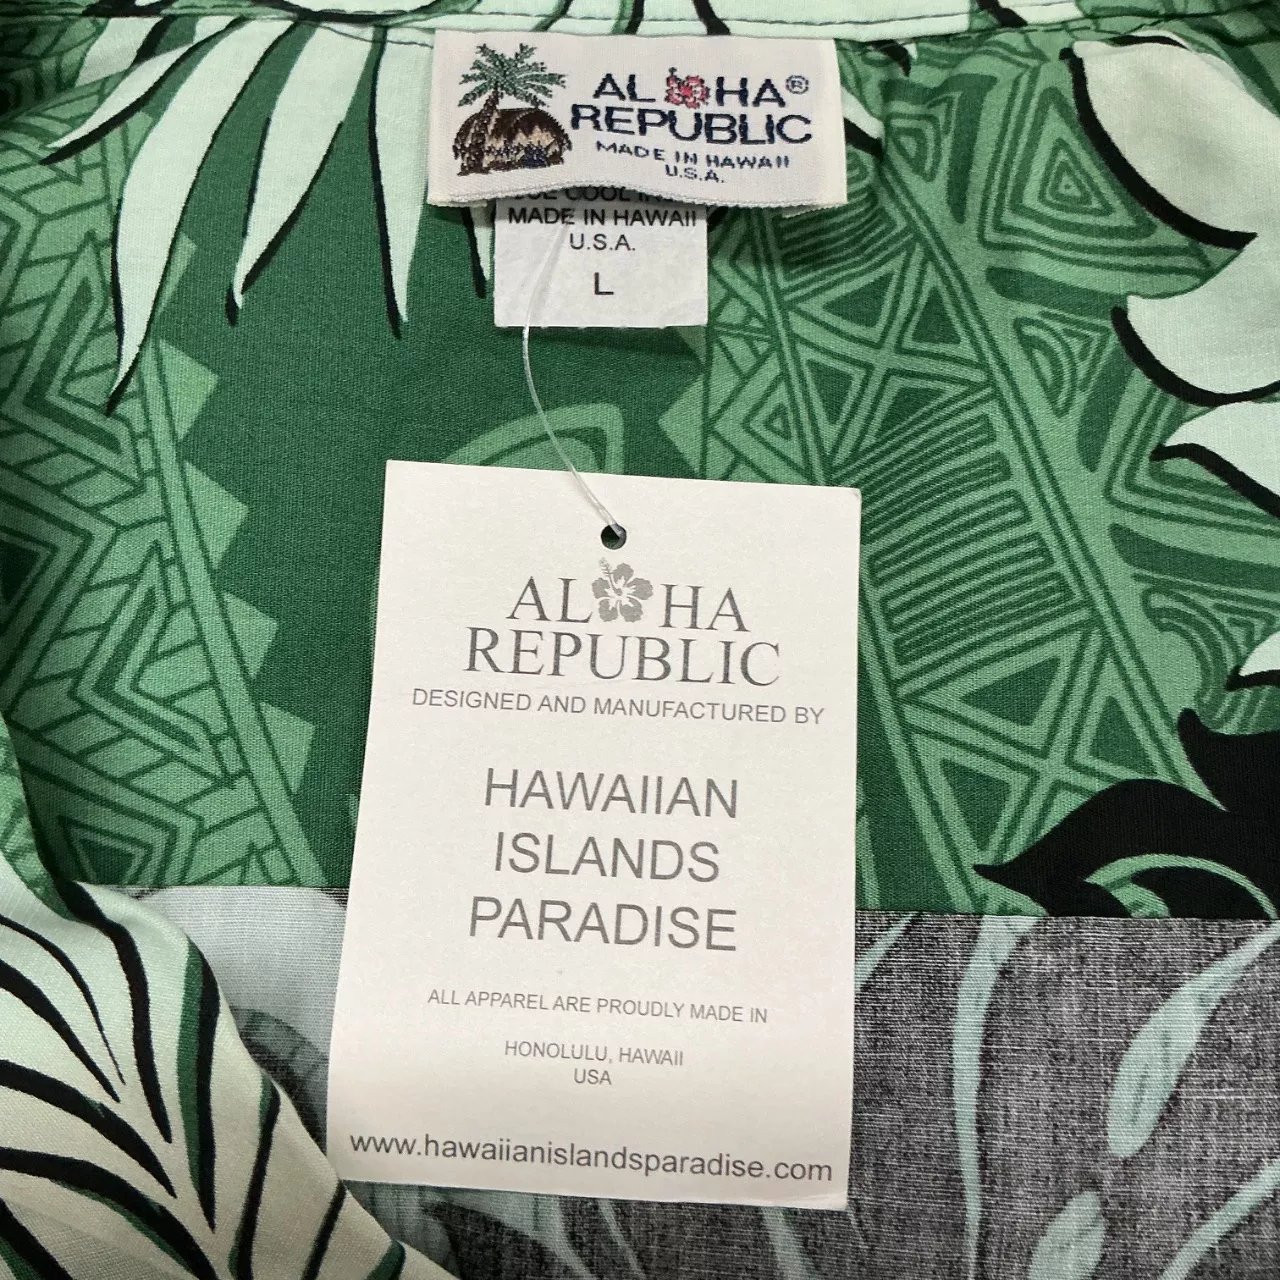 ALOHA®
REPUBLIC
MADE IN HAWAII
U.S.A.
MADE IN HAWAII
U.S.A.
L
ALOHA
REPUBLIC
DESIGNED AND MANUFACTURED BY
HAWAIIAN
ISLANDS
PARADISE
ALL APPAREL ARE PROUDLY MADE IN
HONOLULU, HAWAII
USA
www.hawaiianislandsparadise.com